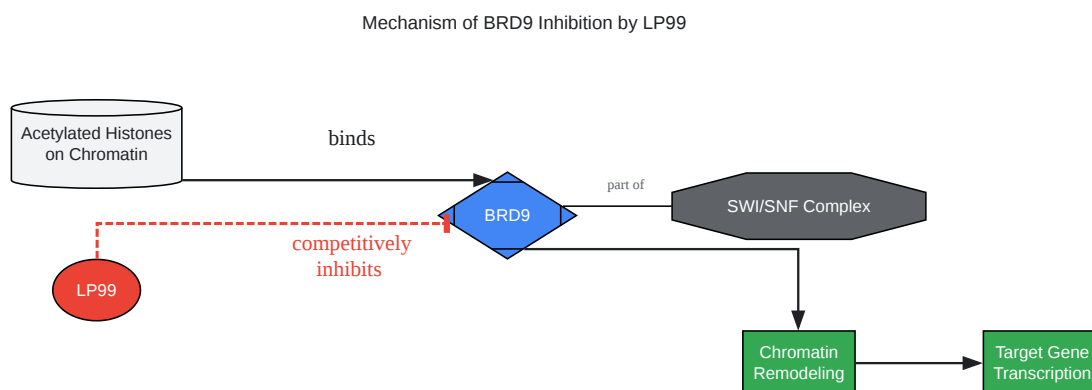 Mechanism of BRD9 Inhibition by LP99
Acetylated Histones
on Chromatin
binds
BRD9
part of
SWI/SNF Complex
competitively
inhibits
LP99
Chromatin
Remodeling
Target Gene
Transcription